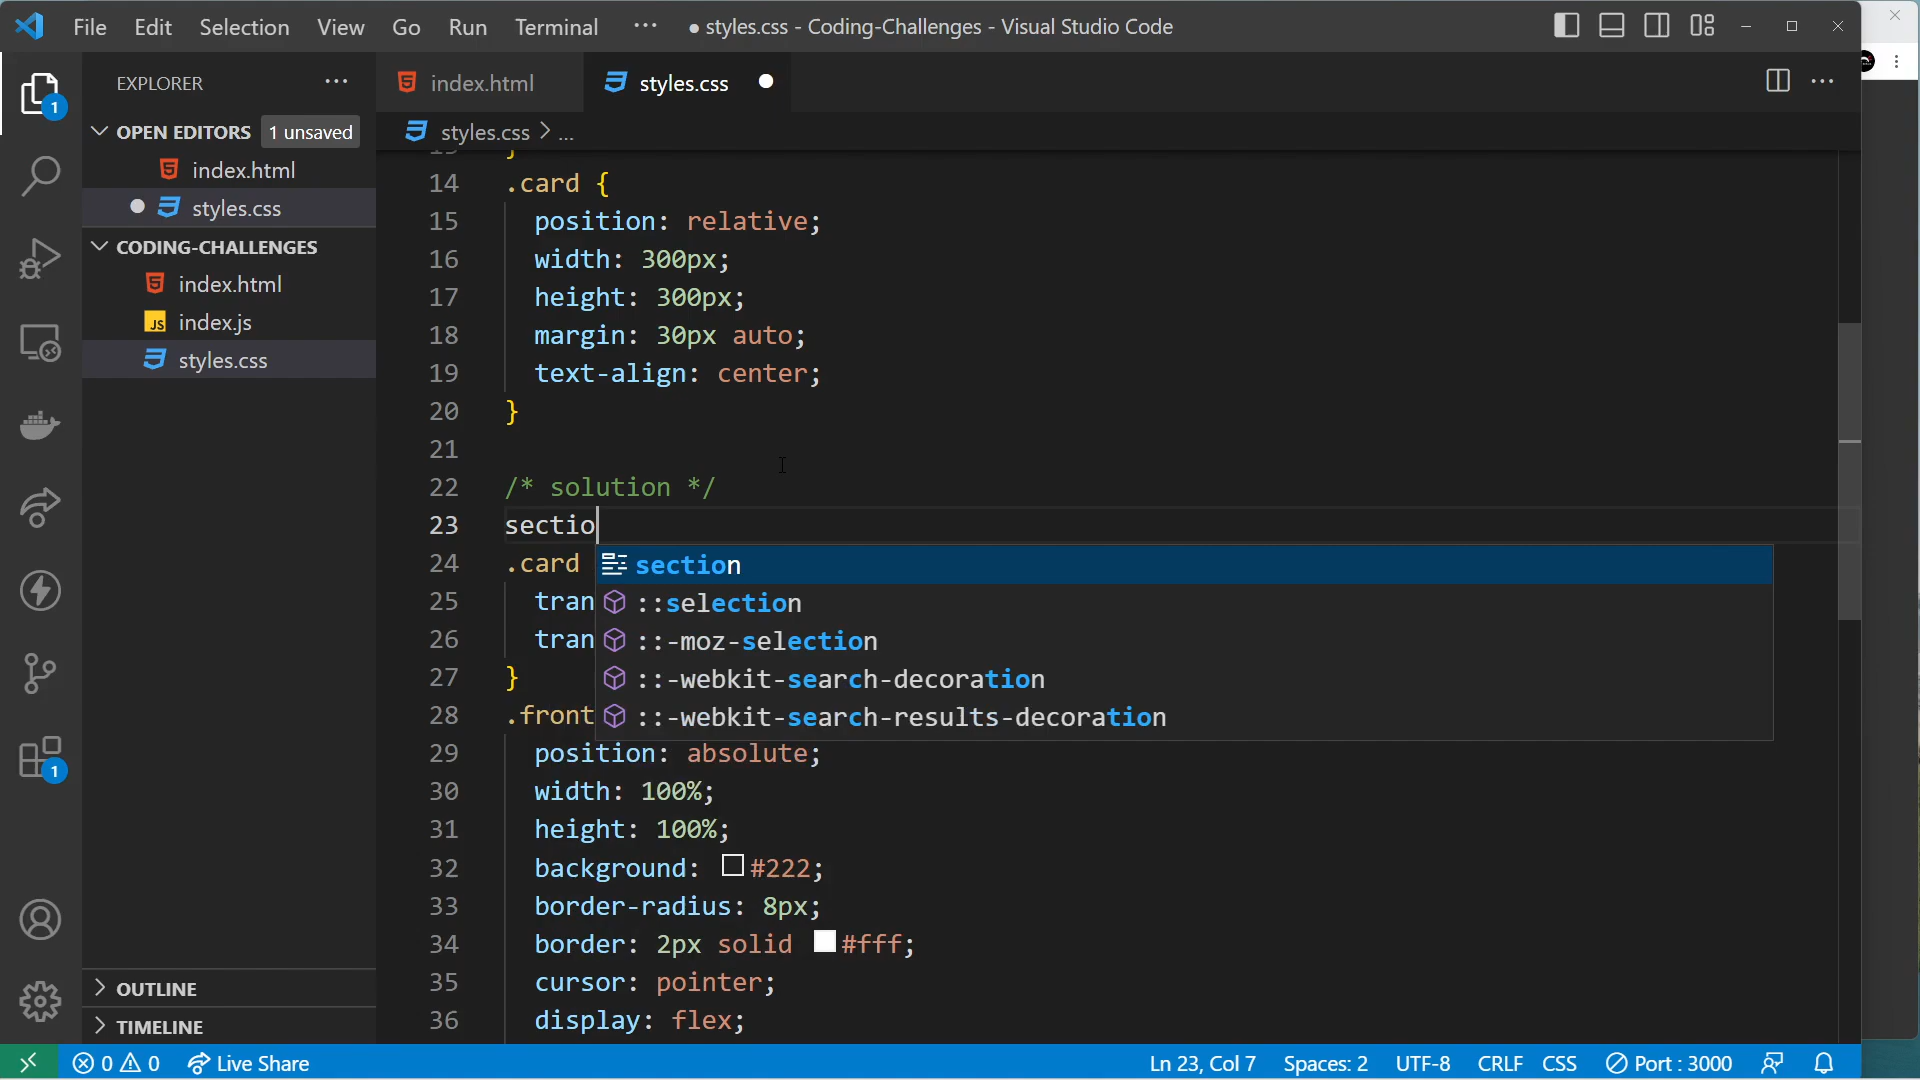 File Edit Selection View Go Run Terminal ··· ● styles.css - Coding-Challenges - Visual Studio Code
EXPLORER ···
index.html
styles.css
OPEN EDITORS 1 unsaved
styles.css > ...
index.html
styles.css
CODING-CHALLENGES
index.html
index.js
styles.css
OUTLINE
TIMELINE
1
1
13 }
14 .card {
15 position: relative;
16 width: 300px;
17 height: 300px;
18 margin: 30px auto;
19 text-align: center;
20 }
21
22 /* solution */
23 sectio
24 .card
25 tran
26 tran
27 }
28 .front
section
::selection
::-moz-selection
::-webkit-search-decoration
::-webkit-search-results-decoration
29 position: absolute;
30 width: 100%;
31 height: 100%;
32 background: #222;
33 border-radius: 8px;
34 border: 2px solid #fff;
35 cursor: pointer;
36 display: flex;
0 0 Live Share Ln 23, Col 7 Spaces: 2 UTF-8 CRLF CSS Port : 3000